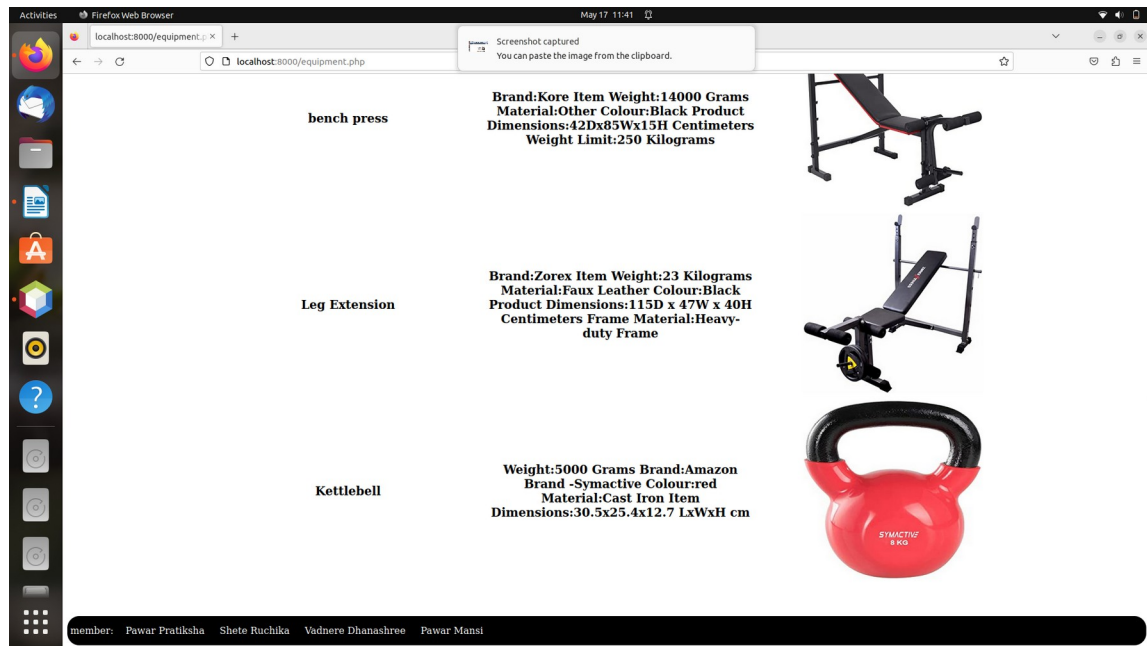 Activities
Firefox Web Browser
May 17 11:41
localhost:8000/equipment.p
Screenshot captured
You can paste the image from the clipboard.
localhost:8000/equipment.php
bench press
Brand:Kore Item Weight:14000 Grams
Material:Other Colour:Black Product
Dimensions:42Dx85Wx15H Centimeters
Weight Limit:250 Kilograms
Leg Extension
Brand:Zorex Item Weight:23 Kilograms
Material:Faux Leather Colour:Black
Product Dimensions:115D x 47W x 40H
Centimeters Frame Material:Heavy-
duty Frame
Kettlebell
Weight:5000 Grams Brand:Amazon
Brand -Symactive Colour:red
Material:Cast Iron Item
Dimensions:30.5x25.4x12.7 LxWxH cm
SYMACTIVE
8 KG
member: Pawar Pratiksha Shete Ruchika Vadnere Dhanashree Pawar Mansi